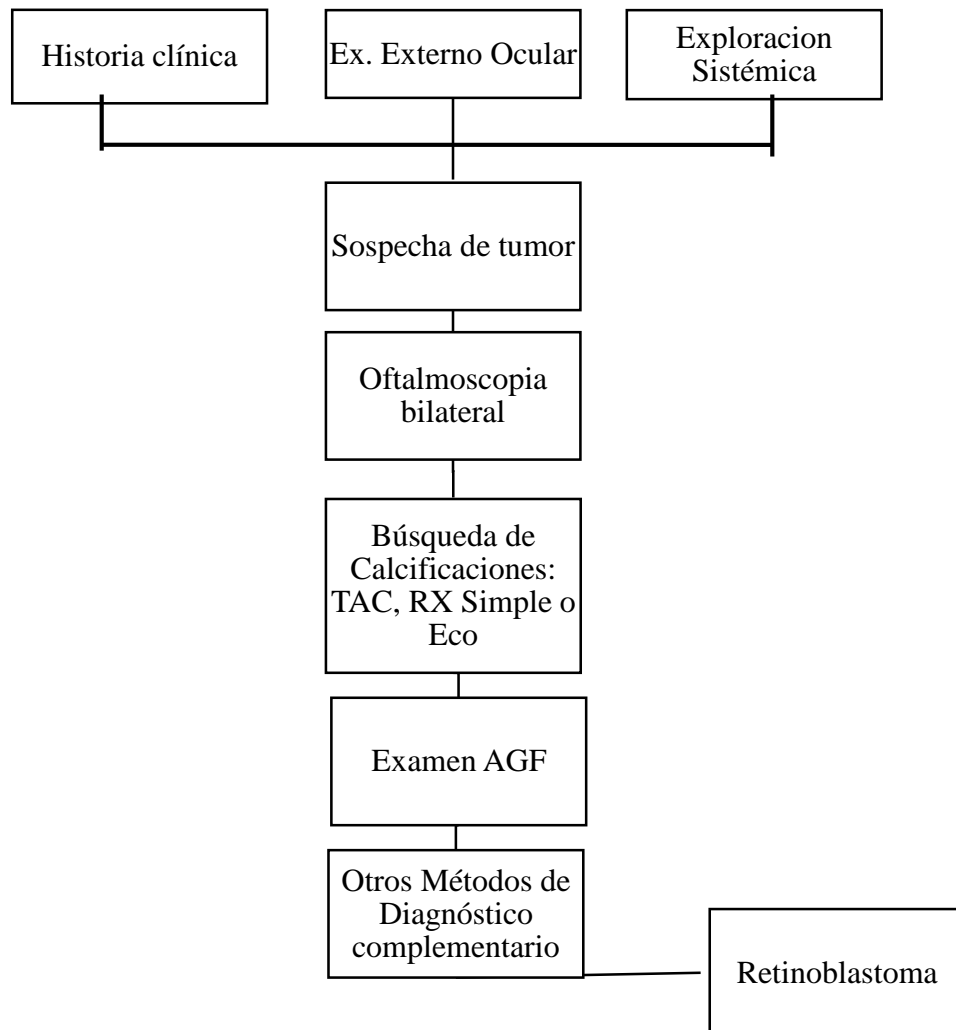 Historia clínica
Ex. Externo Ocular
Exploracion
Sistémica
Sospecha de tumor
Oftalmoscopia
bilateral
Búsqueda de
Calcificaciones:
TAC, RX Simple o
Eco
Examen AGF
Otros Métodos de
Diagnóstico
complementario
Retinoblastoma